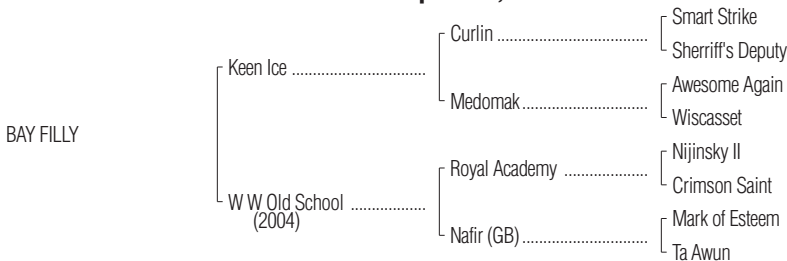 Smart Strike
Curlin ....................................
Sherriff's Deputy
Keen Ice ................................
Awesome Again
Medomak..............................
Wiscasset
BAY FILLY
Nijinsky II
Royal Academy ....................
Crimson Saint
W W Old School ..................
(2004)
Mark of Esteem
Nafir (GB)..............................
Ta Awun